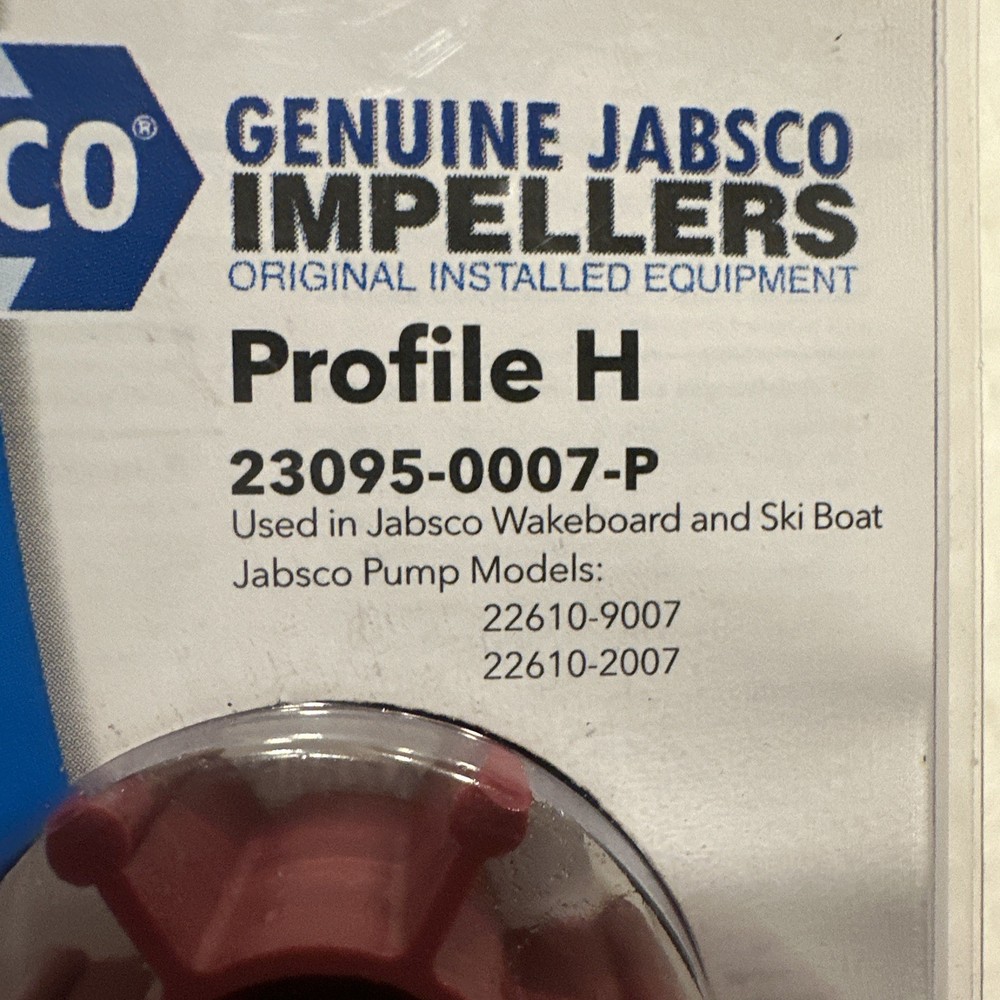 CO®
GENUINE JABSCO
IMPELLERS
ORIGINAL INSTALLED EQUIPMENT
Profile H
23095-0007-P
Used in Jabsco Wakeboard and Ski Boat
Jabsco Pump Models:
22610-9007
22610-2007